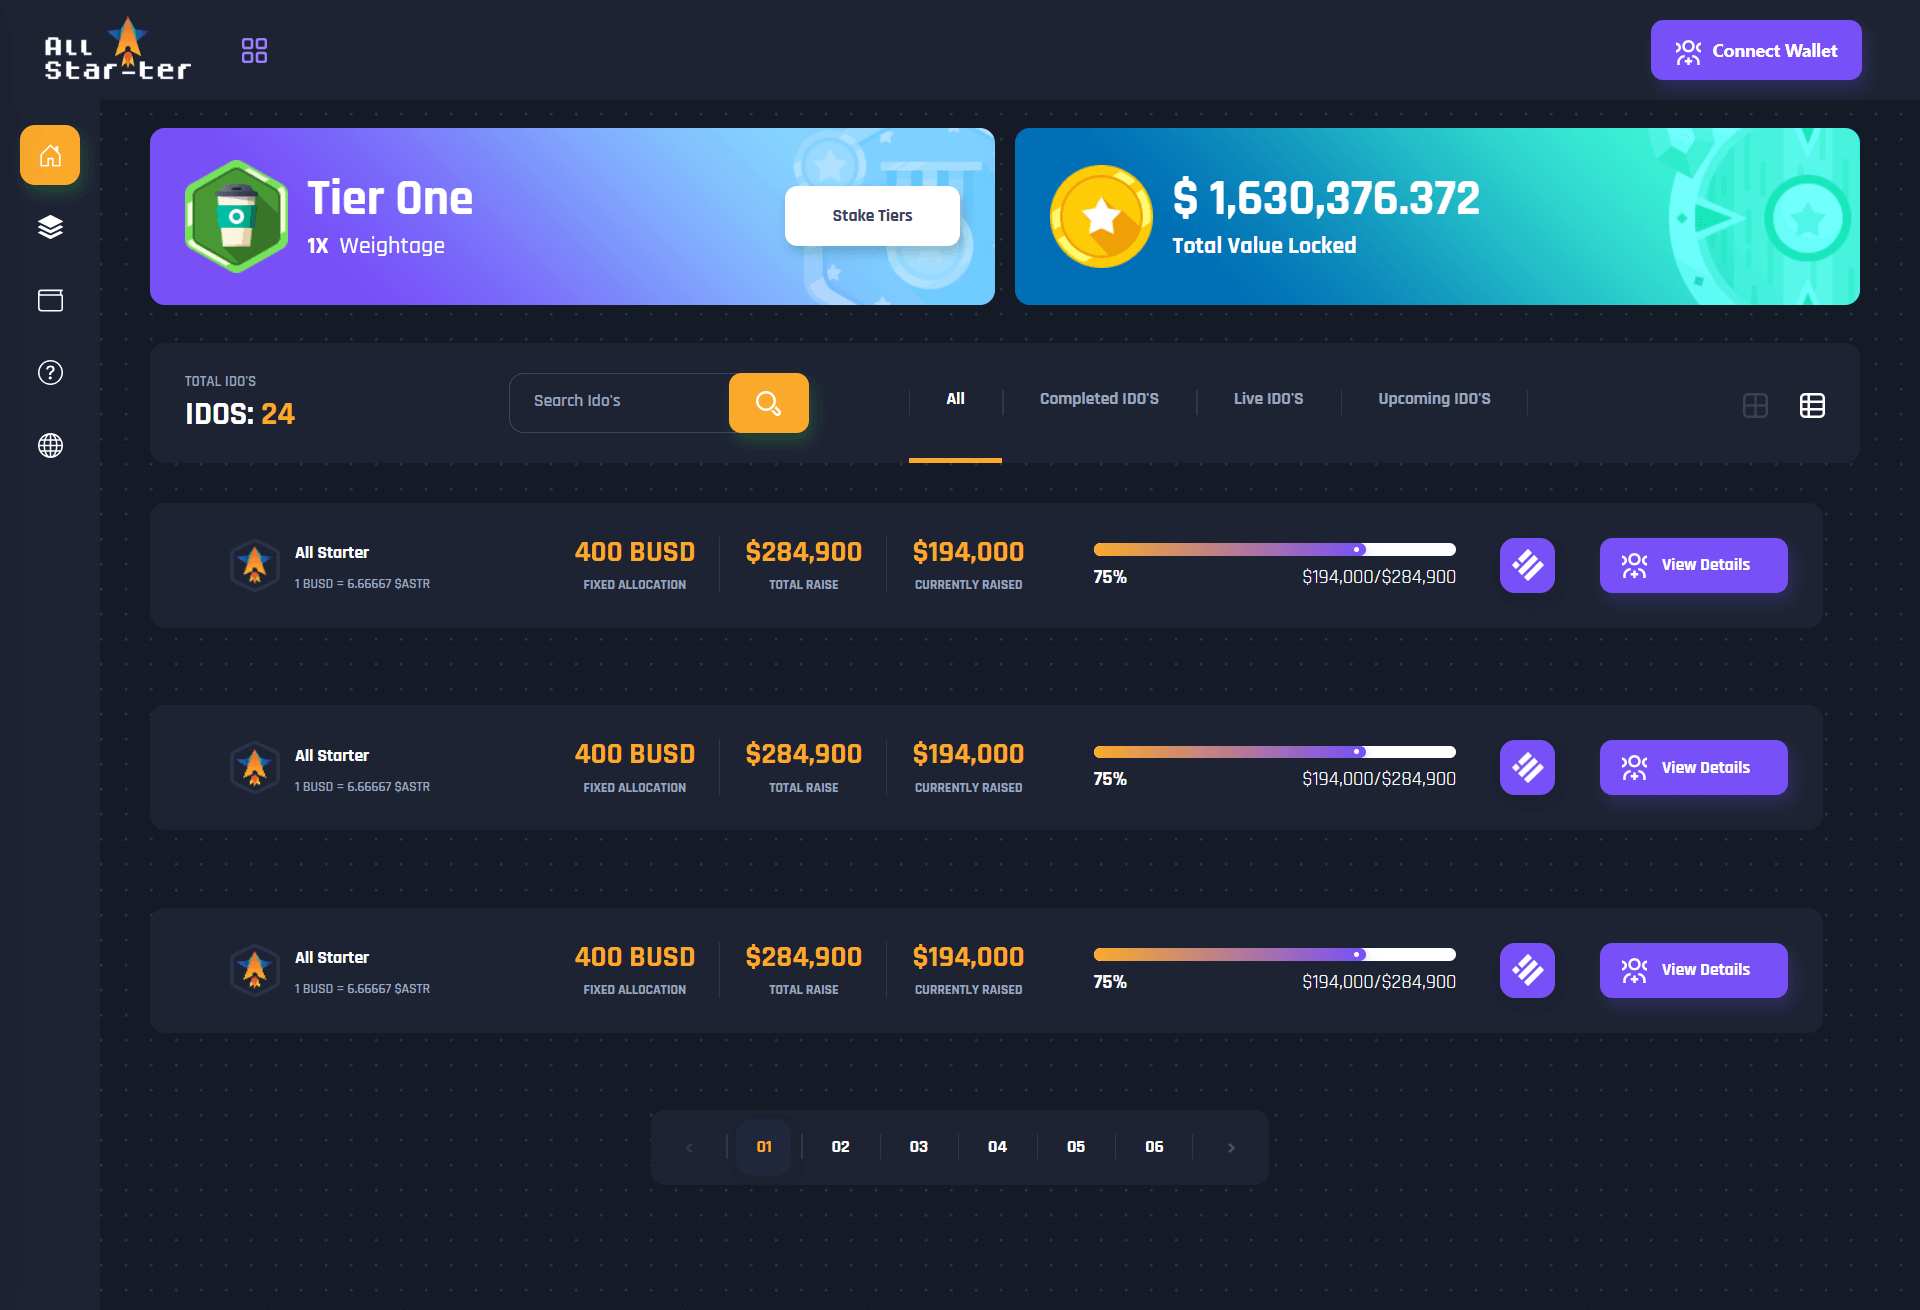 All
Star-ter
Connect Wallet
Tier One
1X Weightage
Stake Tiers
$ 1,630,376.372
Total Value Locked
TOTAL IDO'S
IDOS: 24
Search Ido's
All
Completed IDO'S
Live IDO'S
Upcoming IDO'S
All Starter
1 BUSD = 6.66667 $ASTR
400 BUSD
FIXED ALLOCATION
$284,900
TOTAL RAISE
$194,000
CURRENTLY RAISED
75%
$194,000/$284,900
View Details
All Starter
1 BUSD = 6.66667 $ASTR
400 BUSD
FIXED ALLOCATION
$284,900
TOTAL RAISE
$194,000
CURRENTLY RAISED
75%
$194,000/$284,900
View Details
All Starter
1 BUSD = 6.66667 $ASTR
400 BUSD
FIXED ALLOCATION
$284,900
TOTAL RAISE
$194,000
CURRENTLY RAISED
75%
$194,000/$284,900
View Details
01 02 03 04 05 06